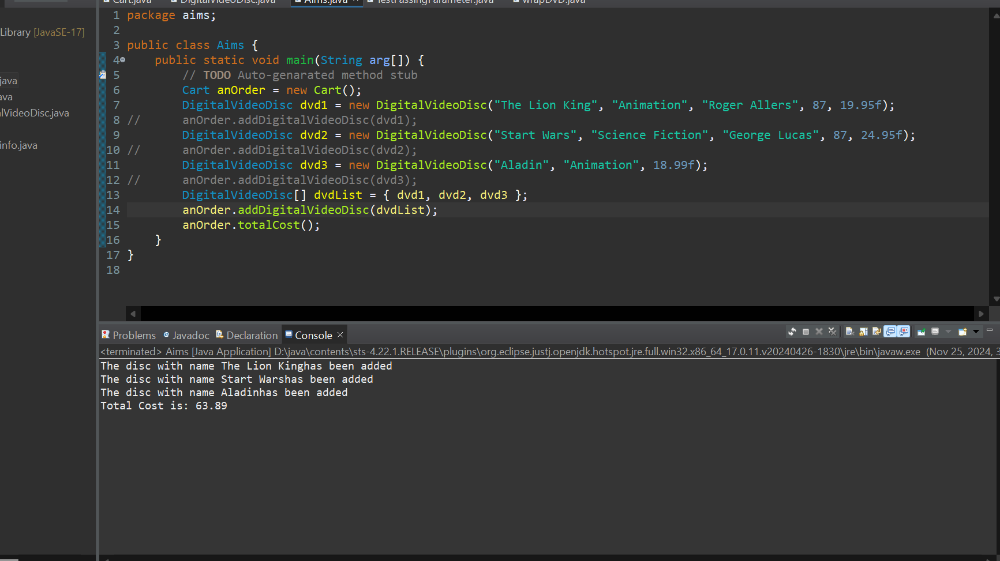 Cart.java DigitalVideoDisc.java Aims.java TestPassingParameter.java wrapDVD.java
Library [JavaSE-17]
java
ava
lVideoDisc.java
info.java
1 package aims;
2
3 public class Aims {
4 public static void main(String arg[]) {
5 // TODO Auto-genarated method stub
6 Cart anOrder = new Cart();
7 DigitalVideoDisc dvd1 = new DigitalVideoDisc("The Lion King", "Animation", "Roger Allers", 87, 19.95f);
8 // anOrder.addDigitalVideoDisc(dvd1);
9 DigitalVideoDisc dvd2 = new DigitalVideoDisc("Start Wars", "Science Fiction", "George Lucas", 87, 24.95f);
10 // anOrder.addDigitalVideoDisc(dvd2);
11 DigitalVideoDisc dvd3 = new DigitalVideoDisc("Aladin", "Animation", 18.99f);
12 // anOrder.addDigitalVideoDisc(dvd3);
13 DigitalVideoDisc[] dvdList = { dvd1, dvd2, dvd3 };
14 anOrder.addDigitalVideoDisc(dvdList);
15 anOrder.totalCost();
16 }
17 }
18
Problems Javadoc Declaration Console
<terminated> Aims [Java Application] D:\java\contents\sts-4.22.1.RELEASE\plugins\org.eclipse.justj.openjdk.hotspot.jre.full.win32.x86_64_17.0.11.v20240426-1830\jre\bin\javaw.exe (Nov 25, 2024, 3
The disc with name The Lion Kinghas been added
The disc with name Start Warshas been added
The disc with name Aladinhas been added
Total Cost is: 63.89